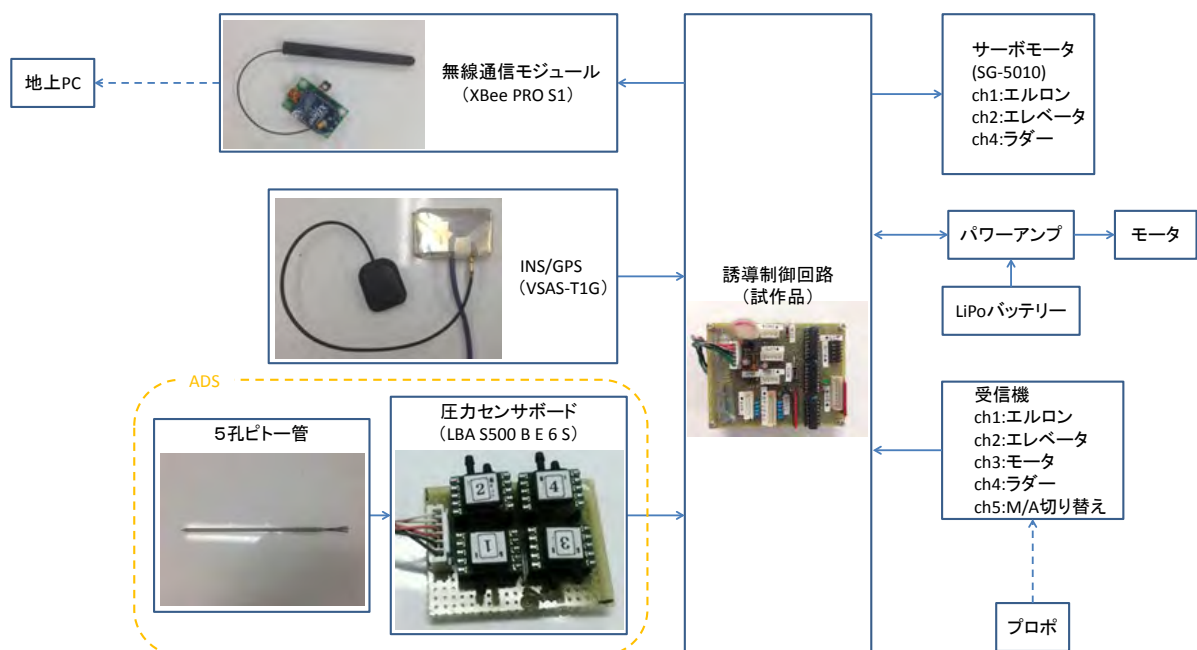 地上PC
無線通信モジュール
（XBee PRO S1）
サーボモータ
(SG-5010)
ch1:エルロン
ch2:エレベータ
ch4:ラダー
INS/GPS
（VSAS-T1G）
誘導制御回路
（試作品）
パワーアンプ
モータ
LiPoバッテリー
ADS
５孔ピトー管
圧力センサボード
（LBA S500 B E 6 S）
2
4
1
3
受信機
ch1:エルロン
ch2:エレベータ
ch3:モータ
ch4:ラダー
ch5:M/A切り替え
プロポ